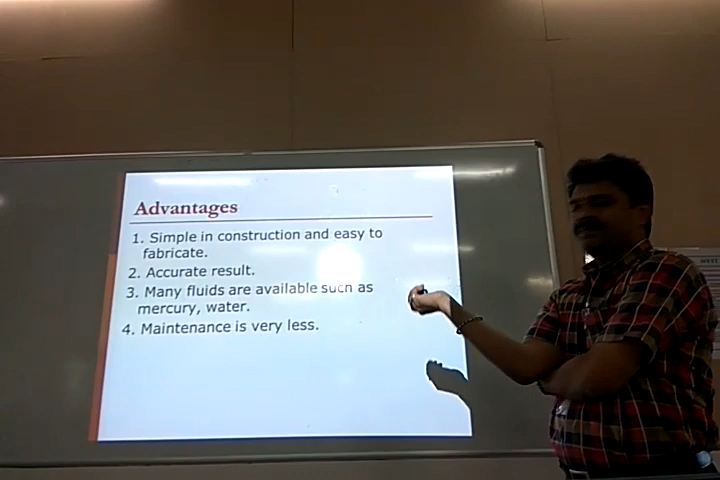 Advantages
1. Simple in construction and easy to
fabricate.
2. Accurate result.
3. Many fluids are available such as
mercury, water.
4. Maintenance is very less.